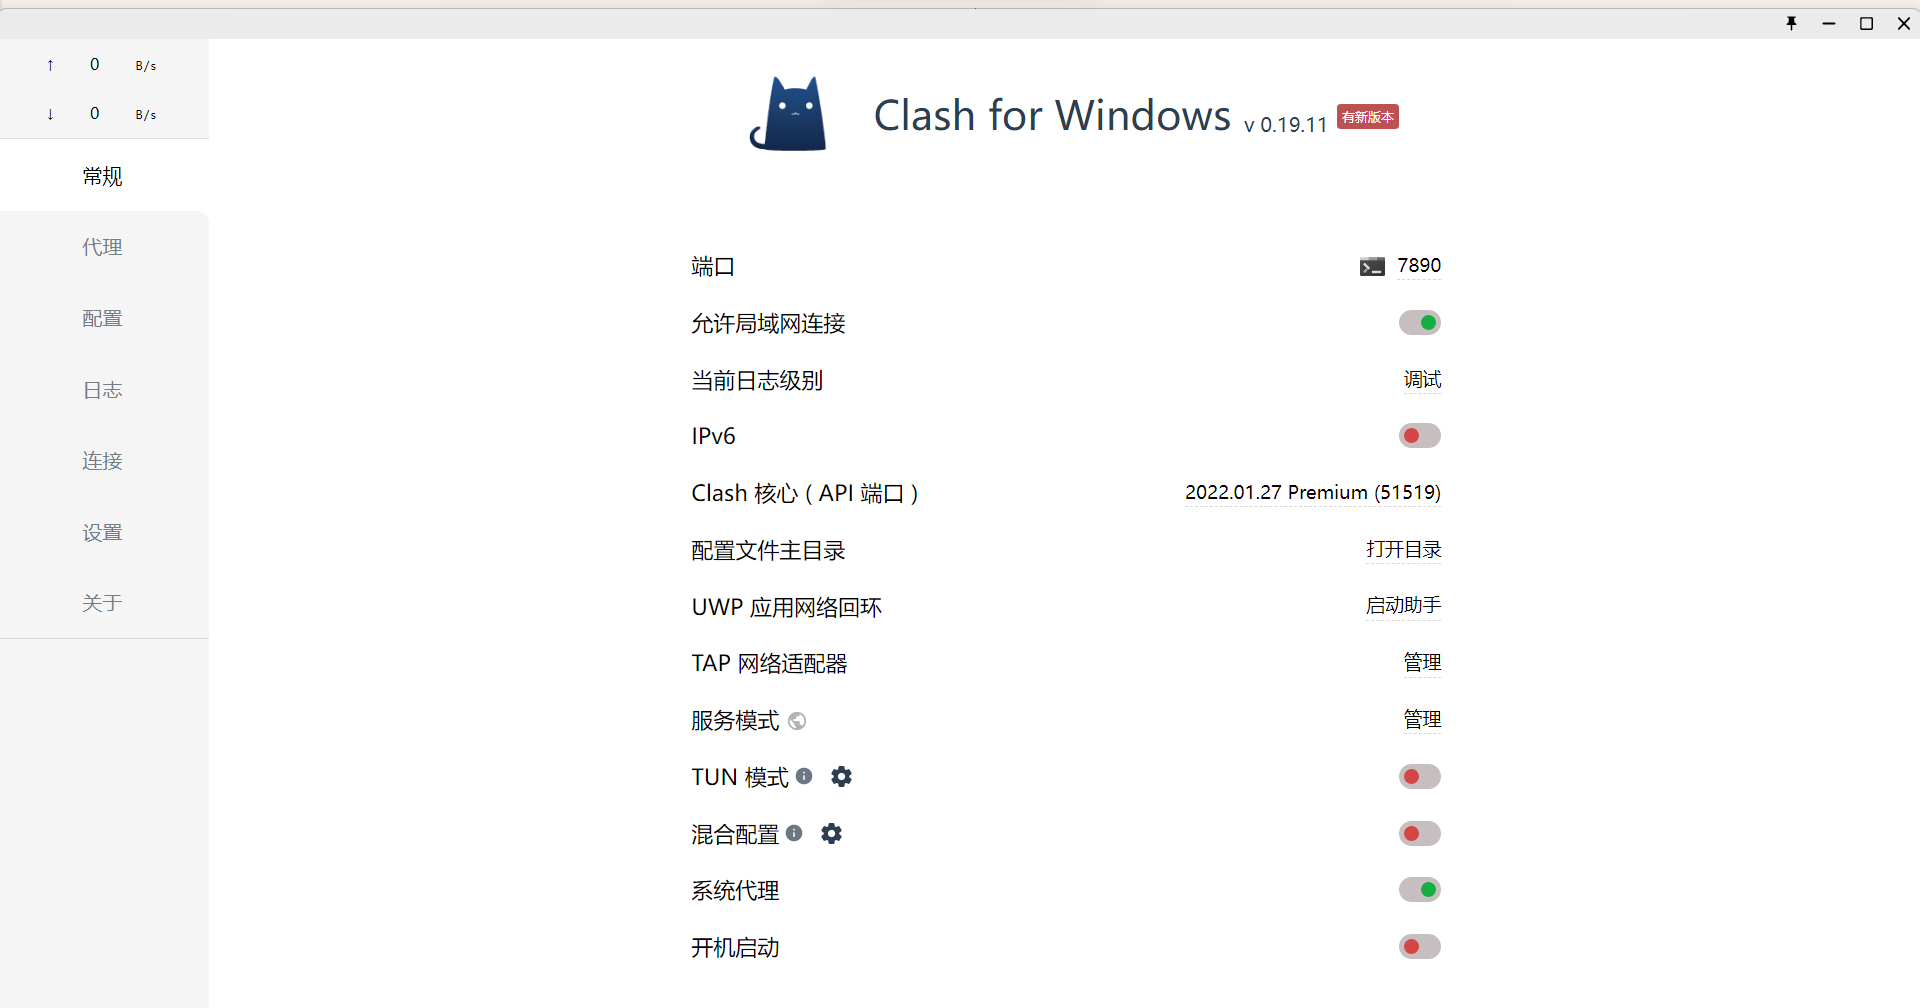 ↑ 0 B/s
↓ 0 B/s
常规
代理
配置
日志
连接
设置
关于
Clash for Windows v 0.19.11 有新版本
端口 7890
允许局域网连接
当前日志级别 调试
IPv6
Clash 核心 ( API 端口 ) 2022.01.27 Premium (51519)
配置文件主目录 打开目录
UWP 应用网络回环 启动助手
TAP 网络适配器 管理
服务模式 管理
TUN 模式
混合配置
系统代理
开机启动